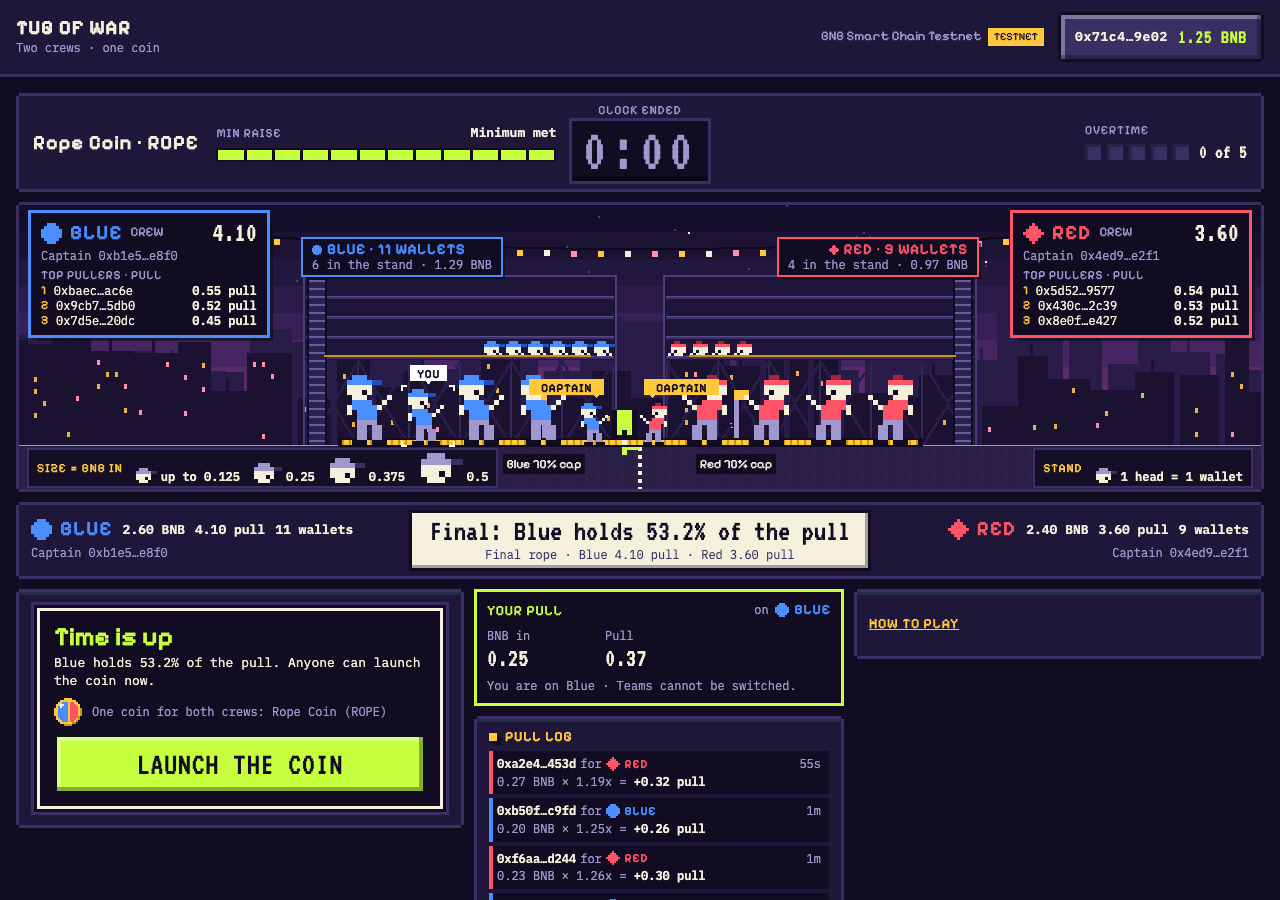 TUG OF WAR
Two crews · one coin
BNB Smart Chain Testnet
TESTNET
0x71c4…9e02 1.25 BNB
Rope Coin · ROPE
MIN RAISE
Minimum met
CLOCK ENDED
0:00
OVERTIME
0 of 5
BLUE CREW 4.10
Captain 0xb1e5…e8f0
TOP PULLERS · PULL
1 0xbaec…ac6e 0.55 pull
2 0x9cb7…5db0 0.52 pull
3 0x7d5e…20dc 0.45 pull
BLUE · 11 WALLETS
6 in the stand · 1.29 BNB
RED · 9 WALLETS
4 in the stand · 0.97 BNB
RED CREW 3.60
Captain 0x4ed9…e2f1
TOP PULLERS · PULL
1 0x5d52…9577 0.54 pull
2 0x430c…2c39 0.53 pull
3 0x8e0f…e427 0.52 pull
YOU
CAPTAIN
CAPTAIN
SIZE = BNB IN
up to 0.125
0.25
0.375
0.5
Blue 70% cap
Red 70% cap
STAND
1 head = 1 wallet
BLUE 2.60 BNB 4.10 pull 11 wallets
Captain 0xb1e5…e8f0
Final: Blue holds 53.2% of the pull
Final rope · Blue 4.10 pull · Red 3.60 pull
RED 2.40 BNB 3.60 pull 9 wallets
Captain 0x4ed9…e2f1
Time is up
Blue holds 53.2% of the pull. Anyone can launch
the coin now.
One coin for both crews: Rope Coin (ROPE)
LAUNCH THE COIN
YOUR PULL
on BLUE
BNB in
Pull
0.25
0.37
You are on Blue · Teams cannot be switched.
PULL LOG
0xa2e4…453d for RED 55s
0.27 BNB × 1.19x = +0.32 pull
0xb50f…c9fd for BLUE 1m
0.20 BNB × 1.25x = +0.26 pull
0xf6aa…d244 for RED 1m
0.23 BNB × 1.26x = +0.30 pull
HOW TO PLAY